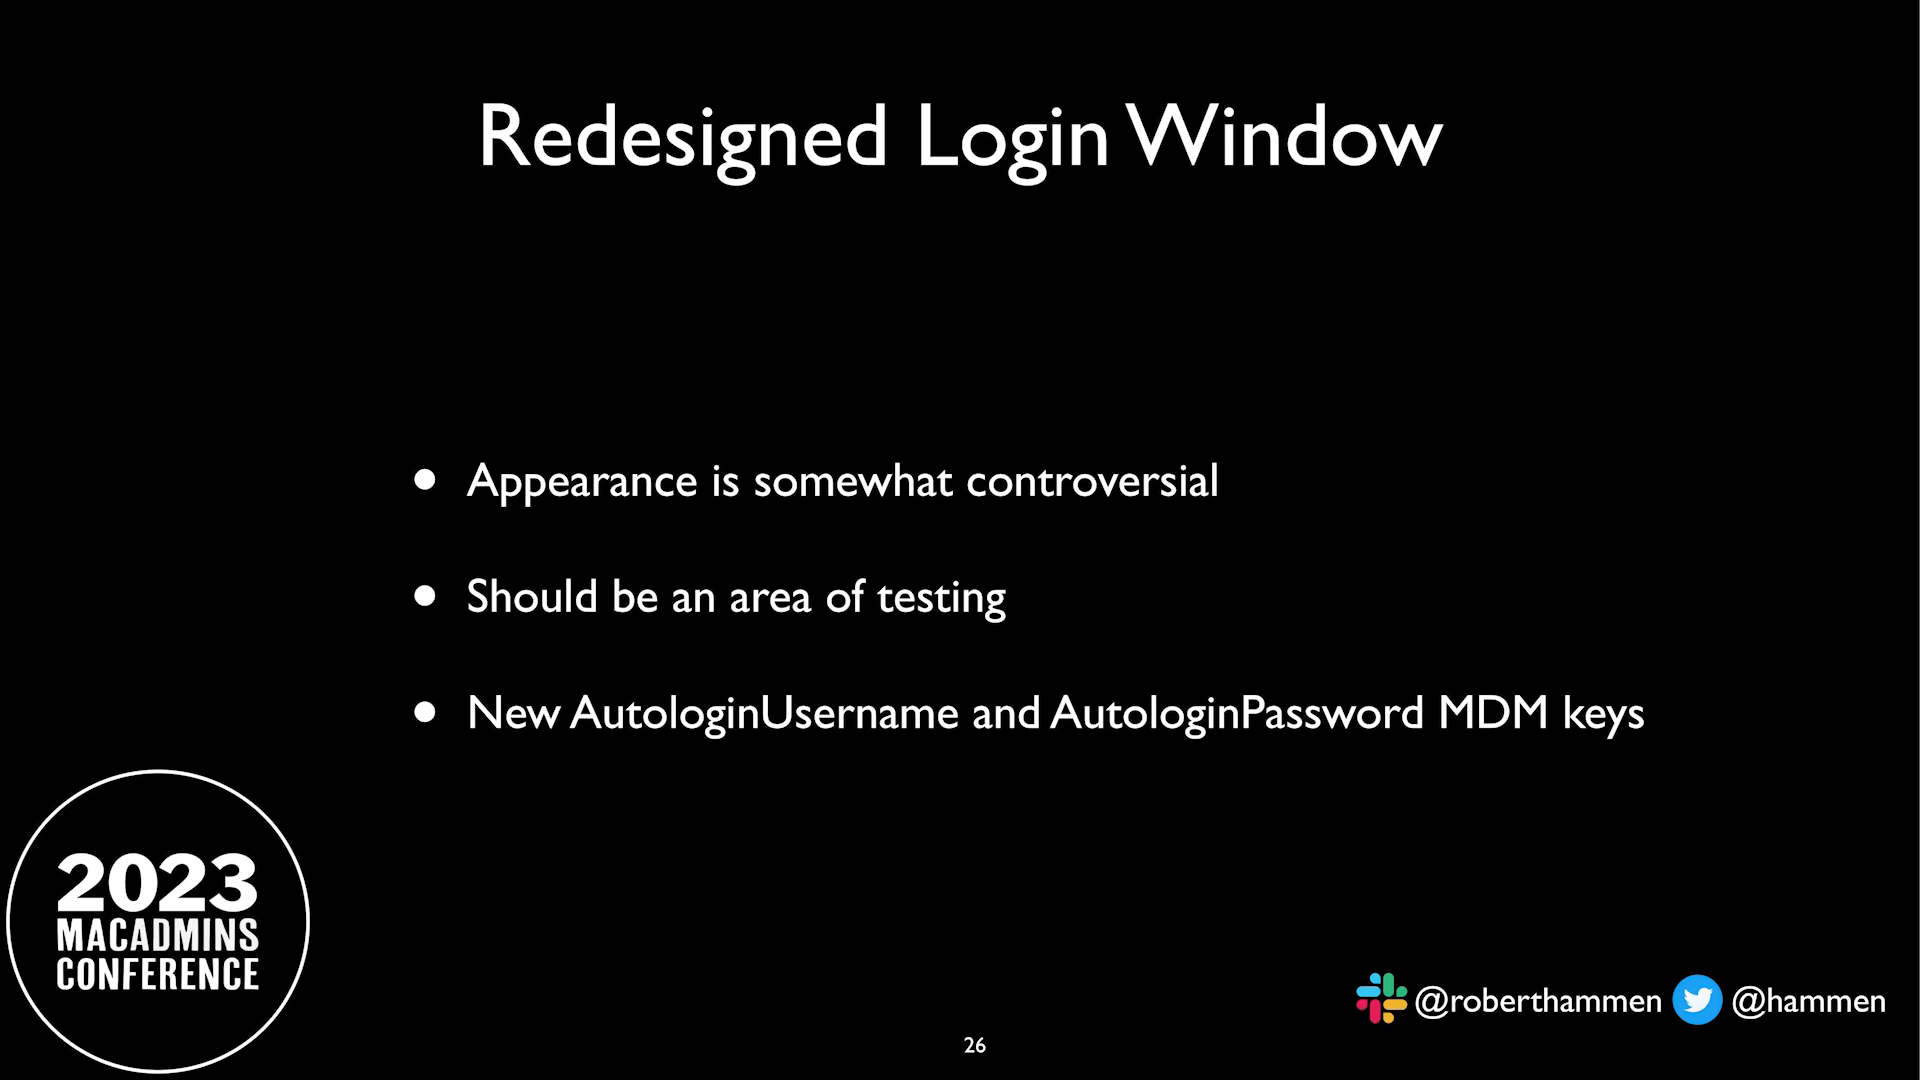 Redesigned Login Window
• Appearance is somewhat controversial
• Should be an area of testing
• New AutologinUsername and AutologinPassword MDM keys
2023
MACADMINS
CONFERENCE
@roberthammen @hammen
26